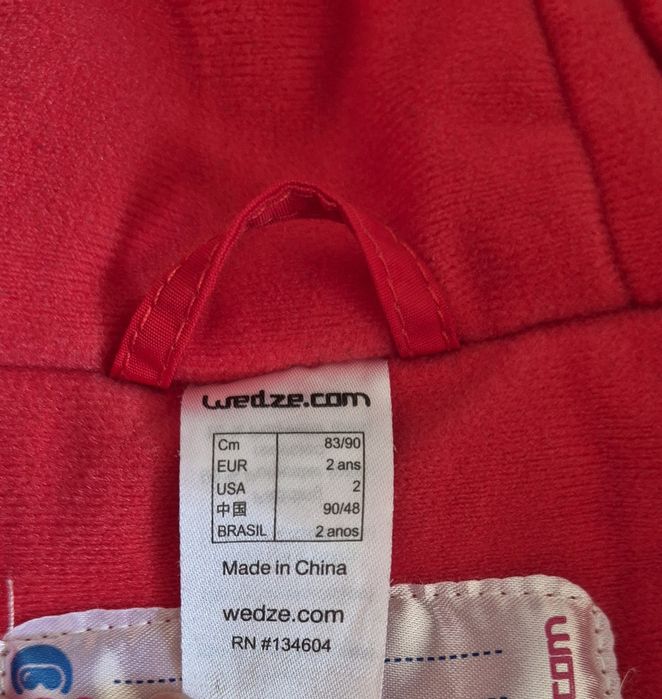 wedze.com
Cm 83/90
EUR 2 ans
USA 2
中国 90/48
BRASIL 2 anos
Made in China
wedze.com
RN #134604
com